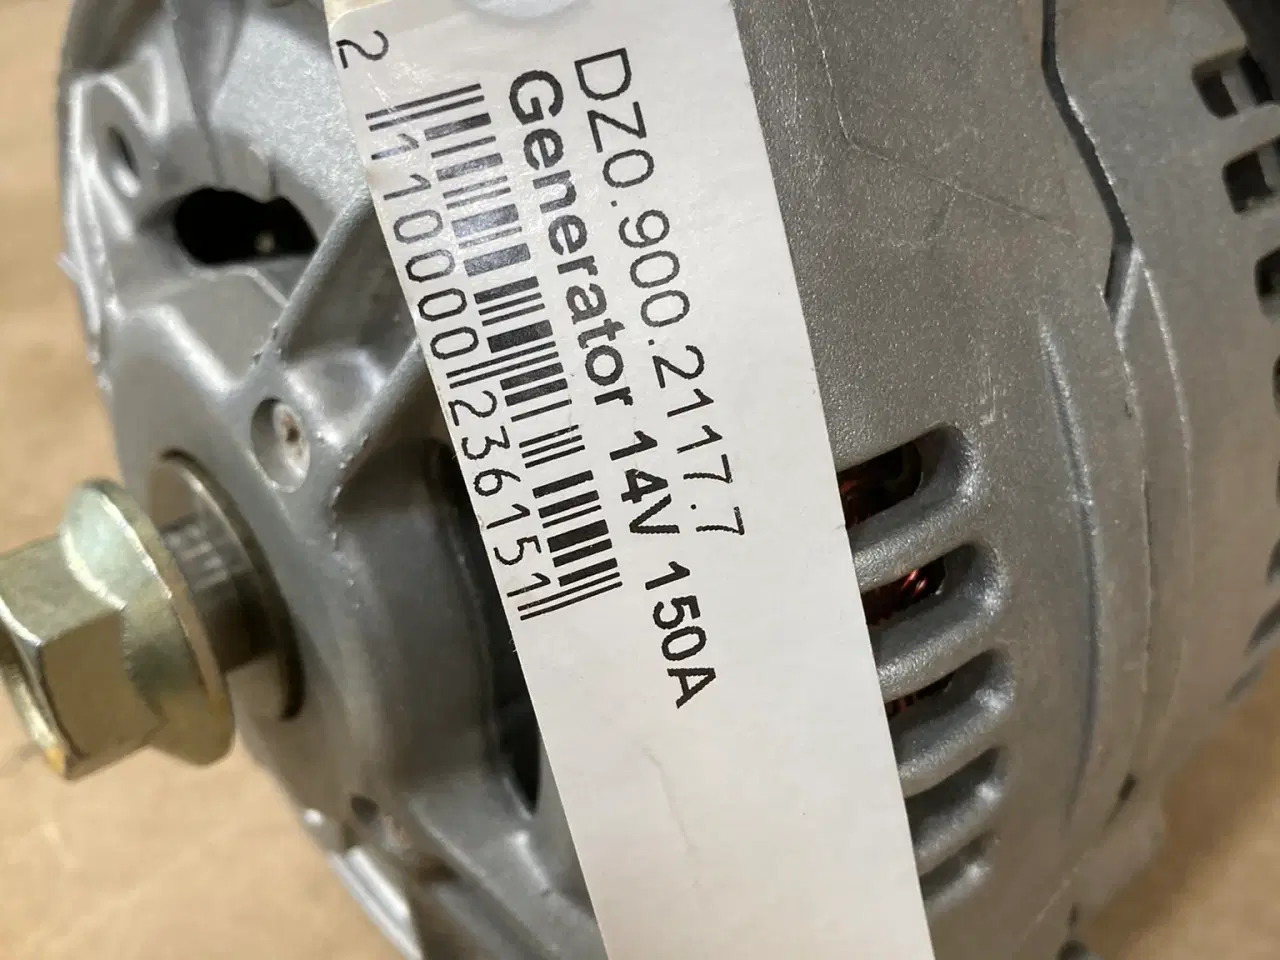 DZ0.900.2117.7
Generator 14V 150A
2 110000 236151